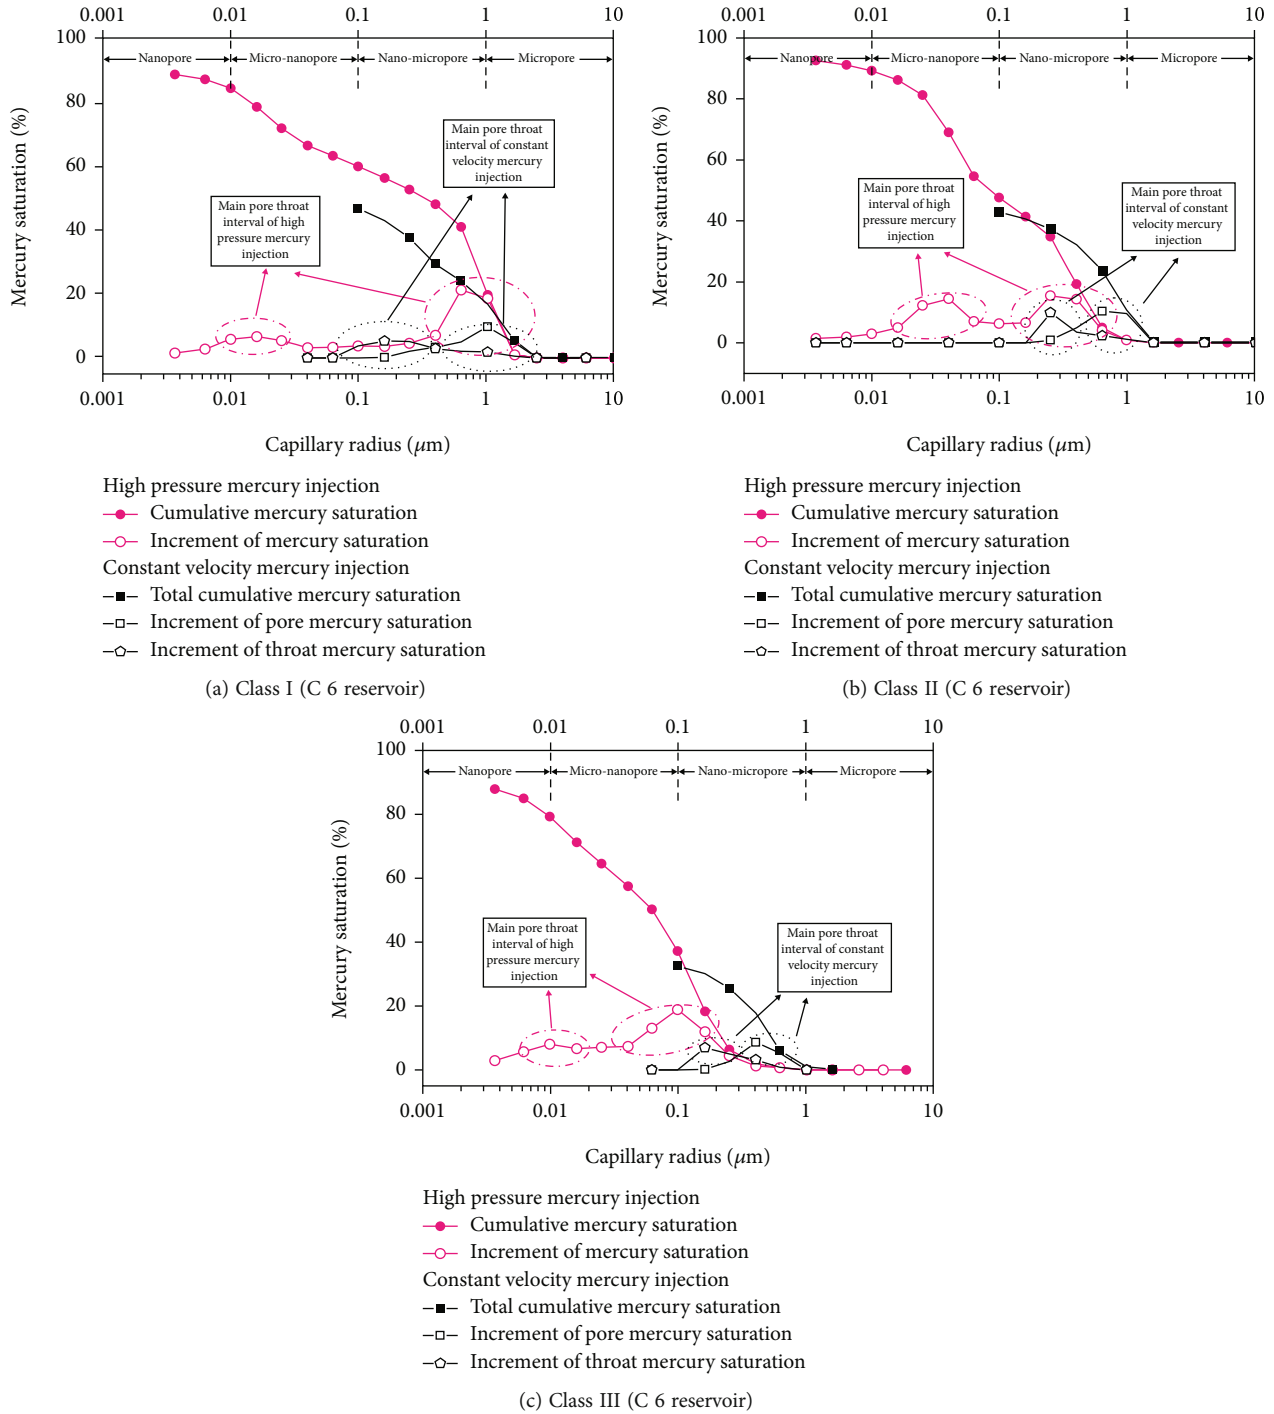 0.001 0.01 0.1 1 10
100
80
60
40
20
0
Nanopore Micro-nanopore Nano-micropore Micropore
Main pore throat
interval of constant
velocity mercury
injection
Main pore throat
interval of high
pressure mercury
injection
Mercury saturation (%)
0.001 0.01 0.1 1 10
Capillary radius (μm)
High pressure mercury injection
Cumulative mercury saturation
Increment of mercury saturation
Constant velocity mercury injection
Total cumulative mercury saturation
Increment of pore mercury saturation
Increment of throat mercury saturation
(a) Class I (C 6 reservoir)
0.001 0.01 0.1 1 10
100
80
60
40
20
0
Nanopore Micro-nanopore Nano-micropore Micropore
Main pore throat
interval of high
pressure mercury
injection
Main pore throat
interval of constant
velocity mercury
injection
Mercury saturation (%)
0.001 0.01 0.1 1 10
Capillary radius (μm)
High pressure mercury injection
Cumulative mercury saturation
Increment of mercury saturation
Constant velocity mercury injection
Total cumulative mercury saturation
Increment of pore mercury saturation
Increment of throat mercury saturation
(b) Class II (C 6 reservoir)
0.001 0.01 0.1 1 10
100
80
60
40
20
0
Nanopore Micro-nanopore Nano-micropore Micropore
Main pore throat
interval of high
pressure mercury
injection
Main pore throat
interval of constant
velocity mercury
injection
Mercury saturation (%)
0.001 0.01 0.1 1 10
Capillary radius (μm)
High pressure mercury injection
Cumulative mercury saturation
Increment of mercury saturation
Constant velocity mercury injection
Total cumulative mercury saturation
Increment of pore mercury saturation
Increment of throat mercury saturation
(c) Class III (C 6 reservoir)